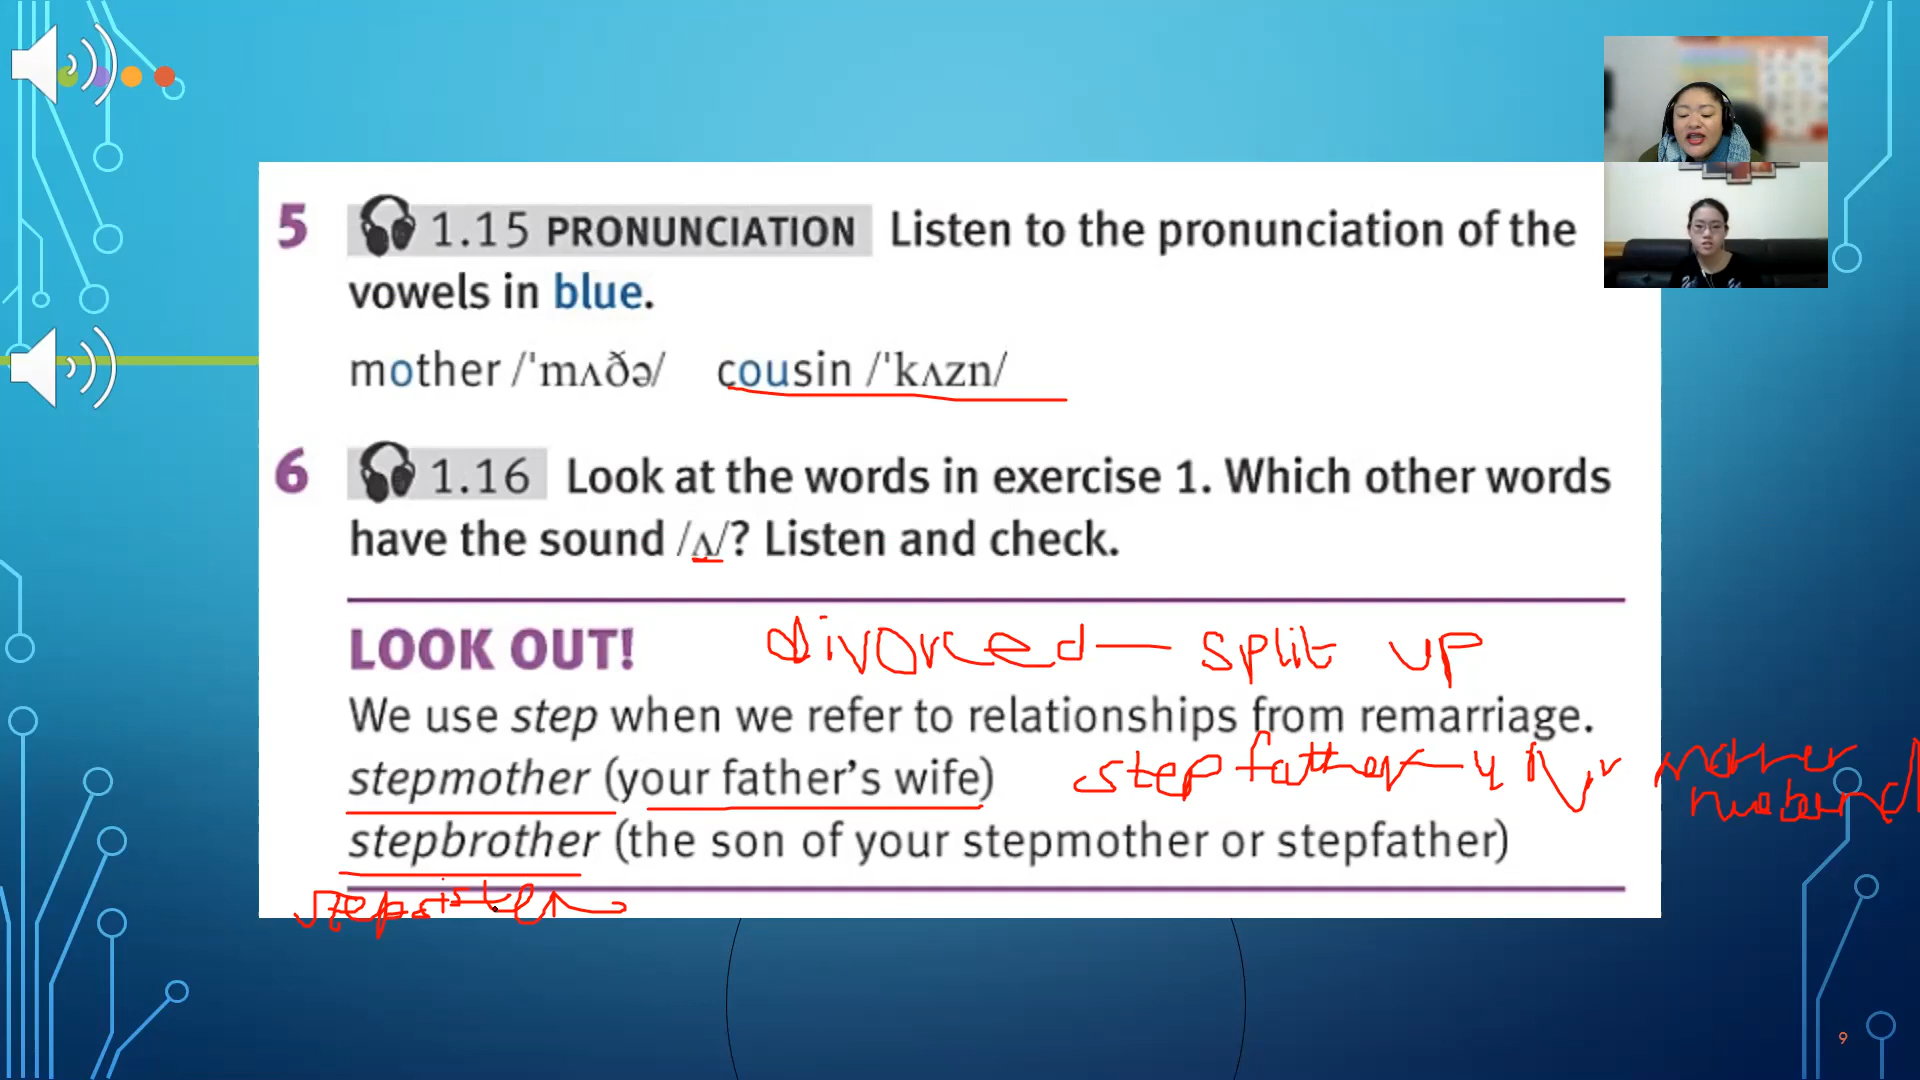 5 1.15 PRONUNCIATION Listen to the pronunciation of the
vowels in blue.
mother /ˈmʌðə/ cousin /ˈkʌzn/
6 1.16 Look at the words in exercise 1. Which other words
have the sound /ʌ/? Listen and check.
LOOK OUT! divorced — split up
We use step when we refer to relationships from remarriage.
stepmother (your father's wife) stepfather — mother
stepbrother (the son of your stepmother or stepfather)
stepsister
9